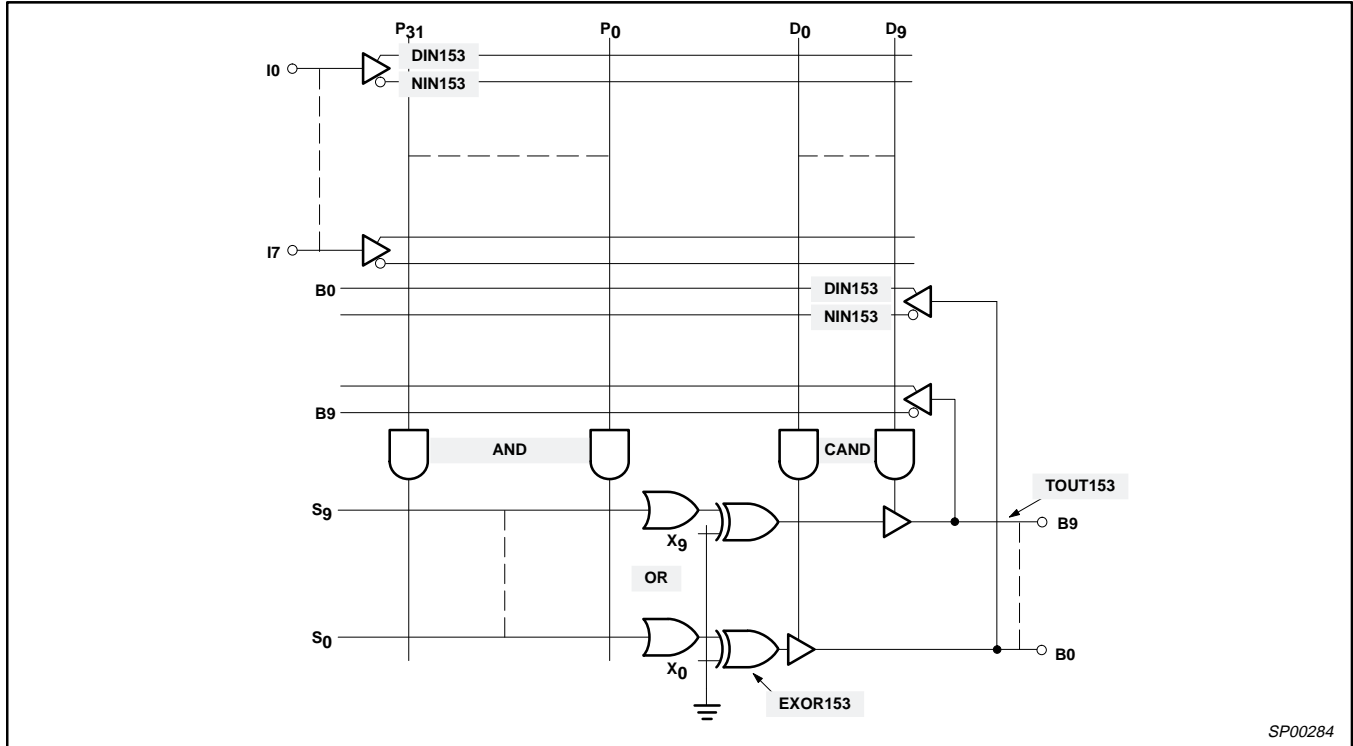 P31 P0 D0 D9
DIN153
I0
NIN153
I7
B0 DIN153
NIN153
B9
AND CAND
TOUT153
S9
B9
X9
OR
S0
B0
X0
EXOR153
SP00284